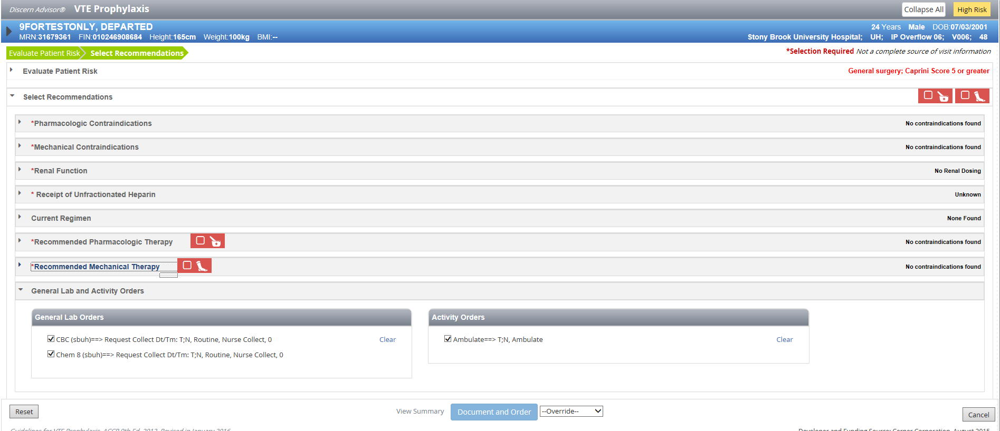 Discern Advisor® VTE Prophylaxis Collapse All High Risk
9FORTESTONLY, DEPARTED 24 Years Male DOB:07/03/2001
MRN:31679361 FIN:010246908684 Height:165cm Weight:100kg BMI:-- Stony Brook University Hospital; UH; IP Overflow 06; V006; 48
Evaluate Patient Risk Select Recommendations *Selection Required Not a complete source of visit information
Evaluate Patient Risk General surgery; Caprini Score 5 or greater
Select Recommendations
*Pharmacologic Contraindications No contraindications found
*Mechanical Contraindications No contraindications found
*Renal Function No Renal Dosing
* Receipt of Unfractionated Heparin Unknown
Current Regimen None Found
*Recommended Pharmacologic Therapy No contraindications found
*Recommended Mechanical Therapy No contraindications found
General Lab and Activity Orders
General Lab Orders Activity Orders
CBC (sbuh)==> Request Collect Dt/Tm: T;N, Routine, Nurse Collect, 0 Clear Ambulate==> T;N, Ambulate Clear
Chem 8 (sbuh)==> Request Collect Dt/Tm: T;N, Routine, Nurse Collect, 0
Reset View Summary Document and Order --Override-- Cancel
Guidelines for VTE Prophylaxis, ACCP 9th Ed, 2012, Revised in January 2016 Developer and Funding Source: Cerner Corporation, August 2015